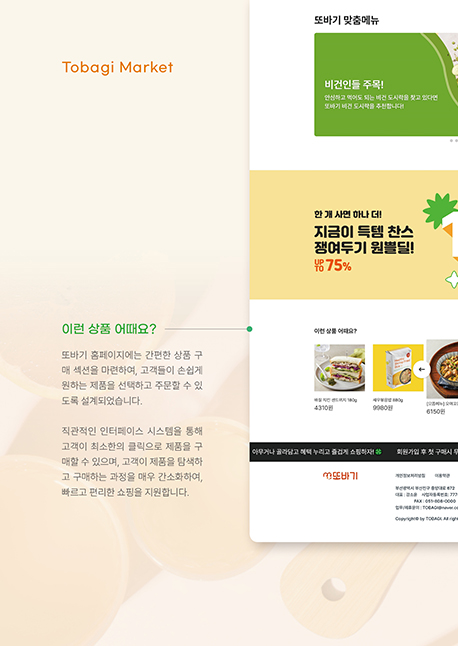 Tobagi Market
이런 상품 어때요?
또바기 홈페이지에는 간편한 상품 구
매 섹션을 마련하여, 고객들이 손쉽게
원하는 제품을 선택하고 주문할 수 있
도록 설계되었습니다.
직관적인 인터페이스 시스템을 통해
고객이 최소한의 클릭으로 제품을 구
매할 수 있으며, 고객이 제품을 탐색하
고 구매하는 과정을 매우 간소화하여,
빠르고 편리한 쇼핑을 지원합니다.
또바기 맞춤메뉴
비건인들 주목!
안심하고 먹어도 되는 비건 도시락을 찾고 있다면
또바기 비건 도시락을 추천합니다!
한 개 사면 하나 더!
지금이 득템 찬스
쟁여두기 원쁠딜!
UP TO 75%
이런 상품 어때요?
바질 치킨 샌드위치 180g
4310원
새우볶음밥 880g
9980원
6150원
아무거나 골라담고 혜택 누리고 즐겁게 쇼핑하자!
회원가입 후 첫 구매시 무
또바기
개인정보처리방침 이용약관
부산광역시 부산진구 중앙대로 672
대표 : 강소윤 사업자등록번호: 777
FAX : 051-808-0093
업무/제휴문의 : TOBAGI@naver.co
Copyright© by TOBAGI. All righ